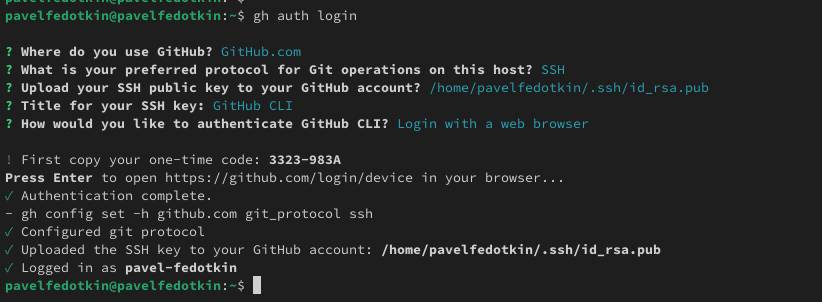 pavelfedotkin@pavelfedotkin:~$
pavelfedotkin@pavelfedotkin:~$ gh auth login
? Where do you use GitHub? GitHub.com
? What is your preferred protocol for Git operations on this host? SSH
? Upload your SSH public key to your GitHub account? /home/pavelfedotkin/.ssh/id_rsa.pub
? Title for your SSH key: GitHub CLI
? How would you like to authenticate GitHub CLI? Login with a web browser
! First copy your one-time code: 3323-983A
Press Enter to open https://github.com/login/device in your browser...
✓ Authentication complete.
- gh config set -h github.com git_protocol ssh
✓ Configured git protocol
✓ Uploaded the SSH key to your GitHub account: /home/pavelfedotkin/.ssh/id_rsa.pub
✓ Logged in as pavel-fedotkin
pavelfedotkin@pavelfedotkin:~$